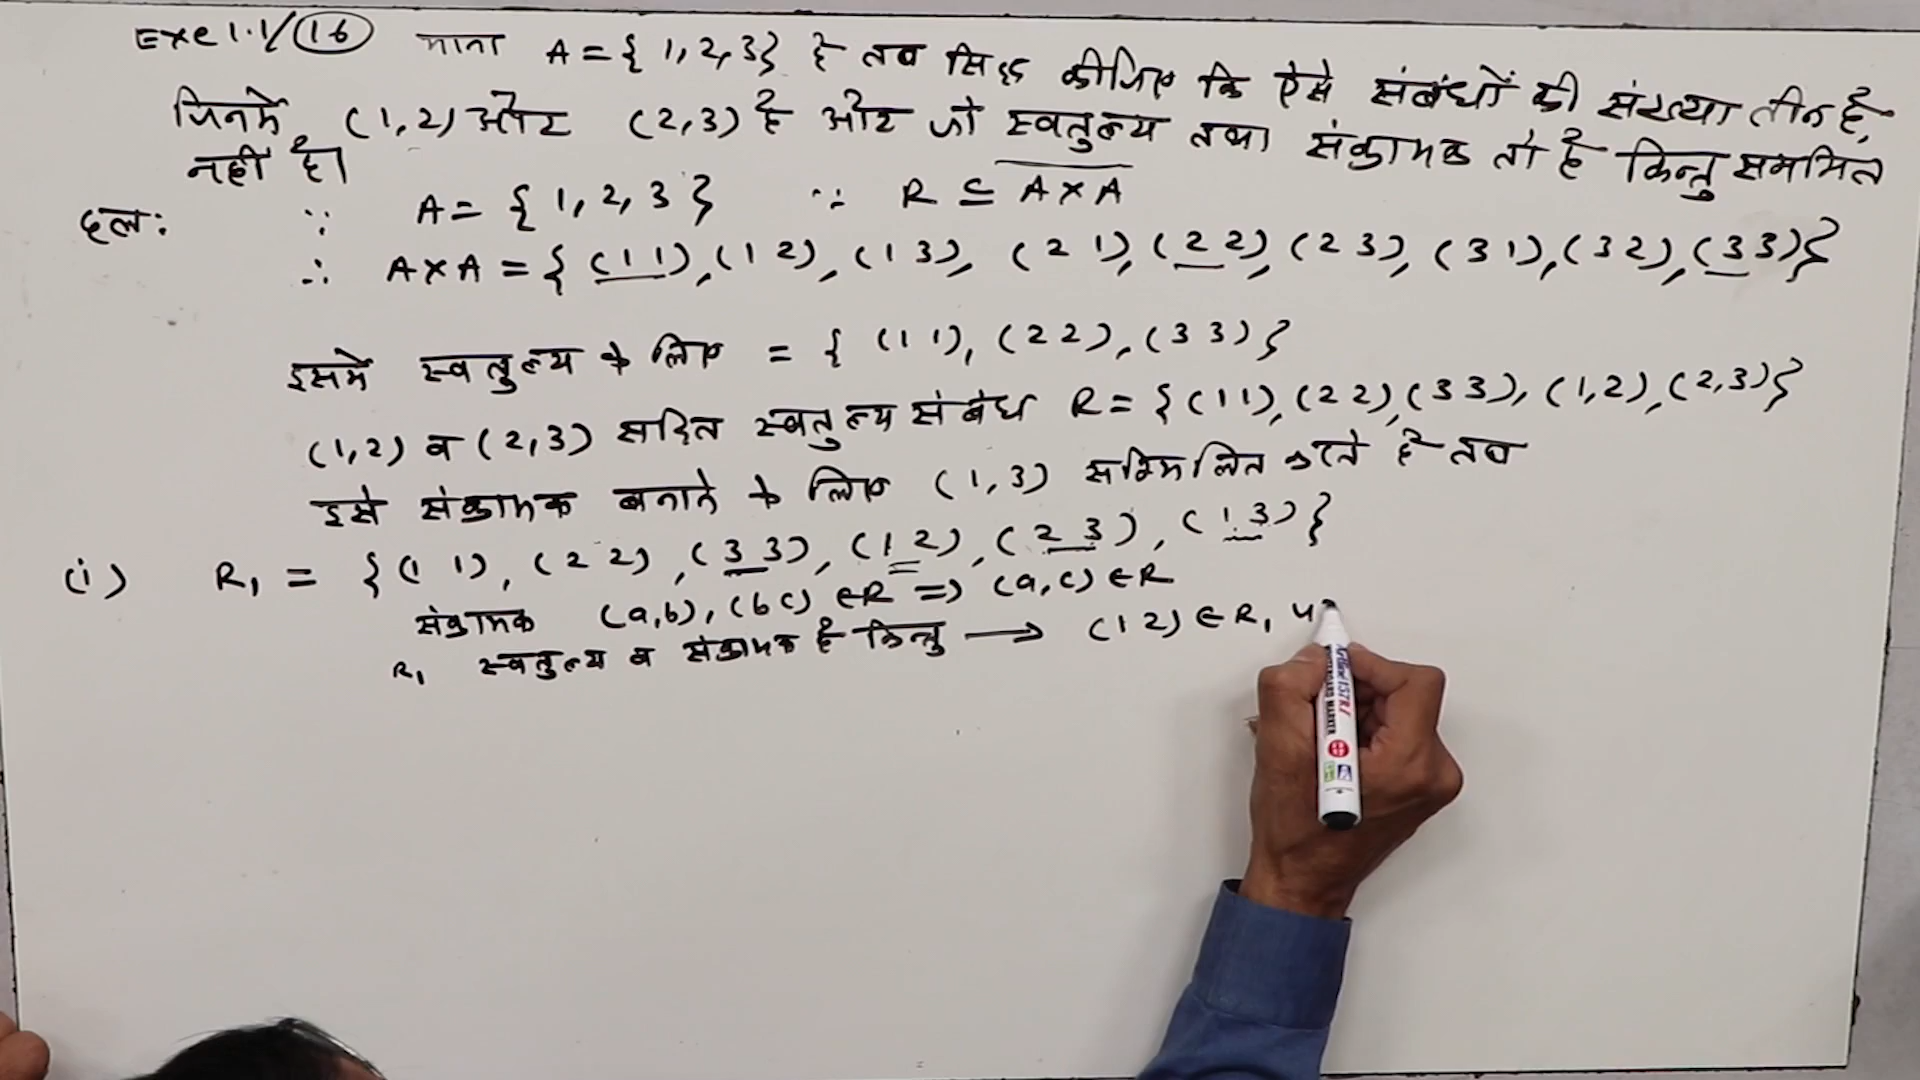 Exe 1.1/16 माना A = { 1, 2, 3} है तब सिद्ध कीजिए कि ऐसे संबंधों की संख्या तीन है,
जिनमें (1,2) और (2,3) है और जो स्वतुल्य तथा संक्रामक तो है किन्तु सममित
नहीं है।
हल: ∵ A = { 1, 2, 3 } ∵ R ⊆ A × A
∴ A×A = { (1 1), (1 2), (1 3), (2 1), (2 2), (2 3), (3 1), (3 2), (3 3)}
इसमें स्वतुल्य के लिए = { (1 1), (2 2), (3 3)}
(1,2) व (2,3) सहित स्वतुल्य संबंध R = {(1 1), (2 2), (3 3), (1,2), (2,3)}
इसे संक्रामक बनाने के लिए (1,3) सम्मिलित करते है तब
(i) R₁ = {(1 1), (2 2), (3 3), (1 2), (2 3), (1 3)}
संक्रामक (a,b), (b c) ∈R => (a,c) ∈R
R₁ स्वतुल्य व संक्रामक है किन्तु → (1 2) ∈ R₁